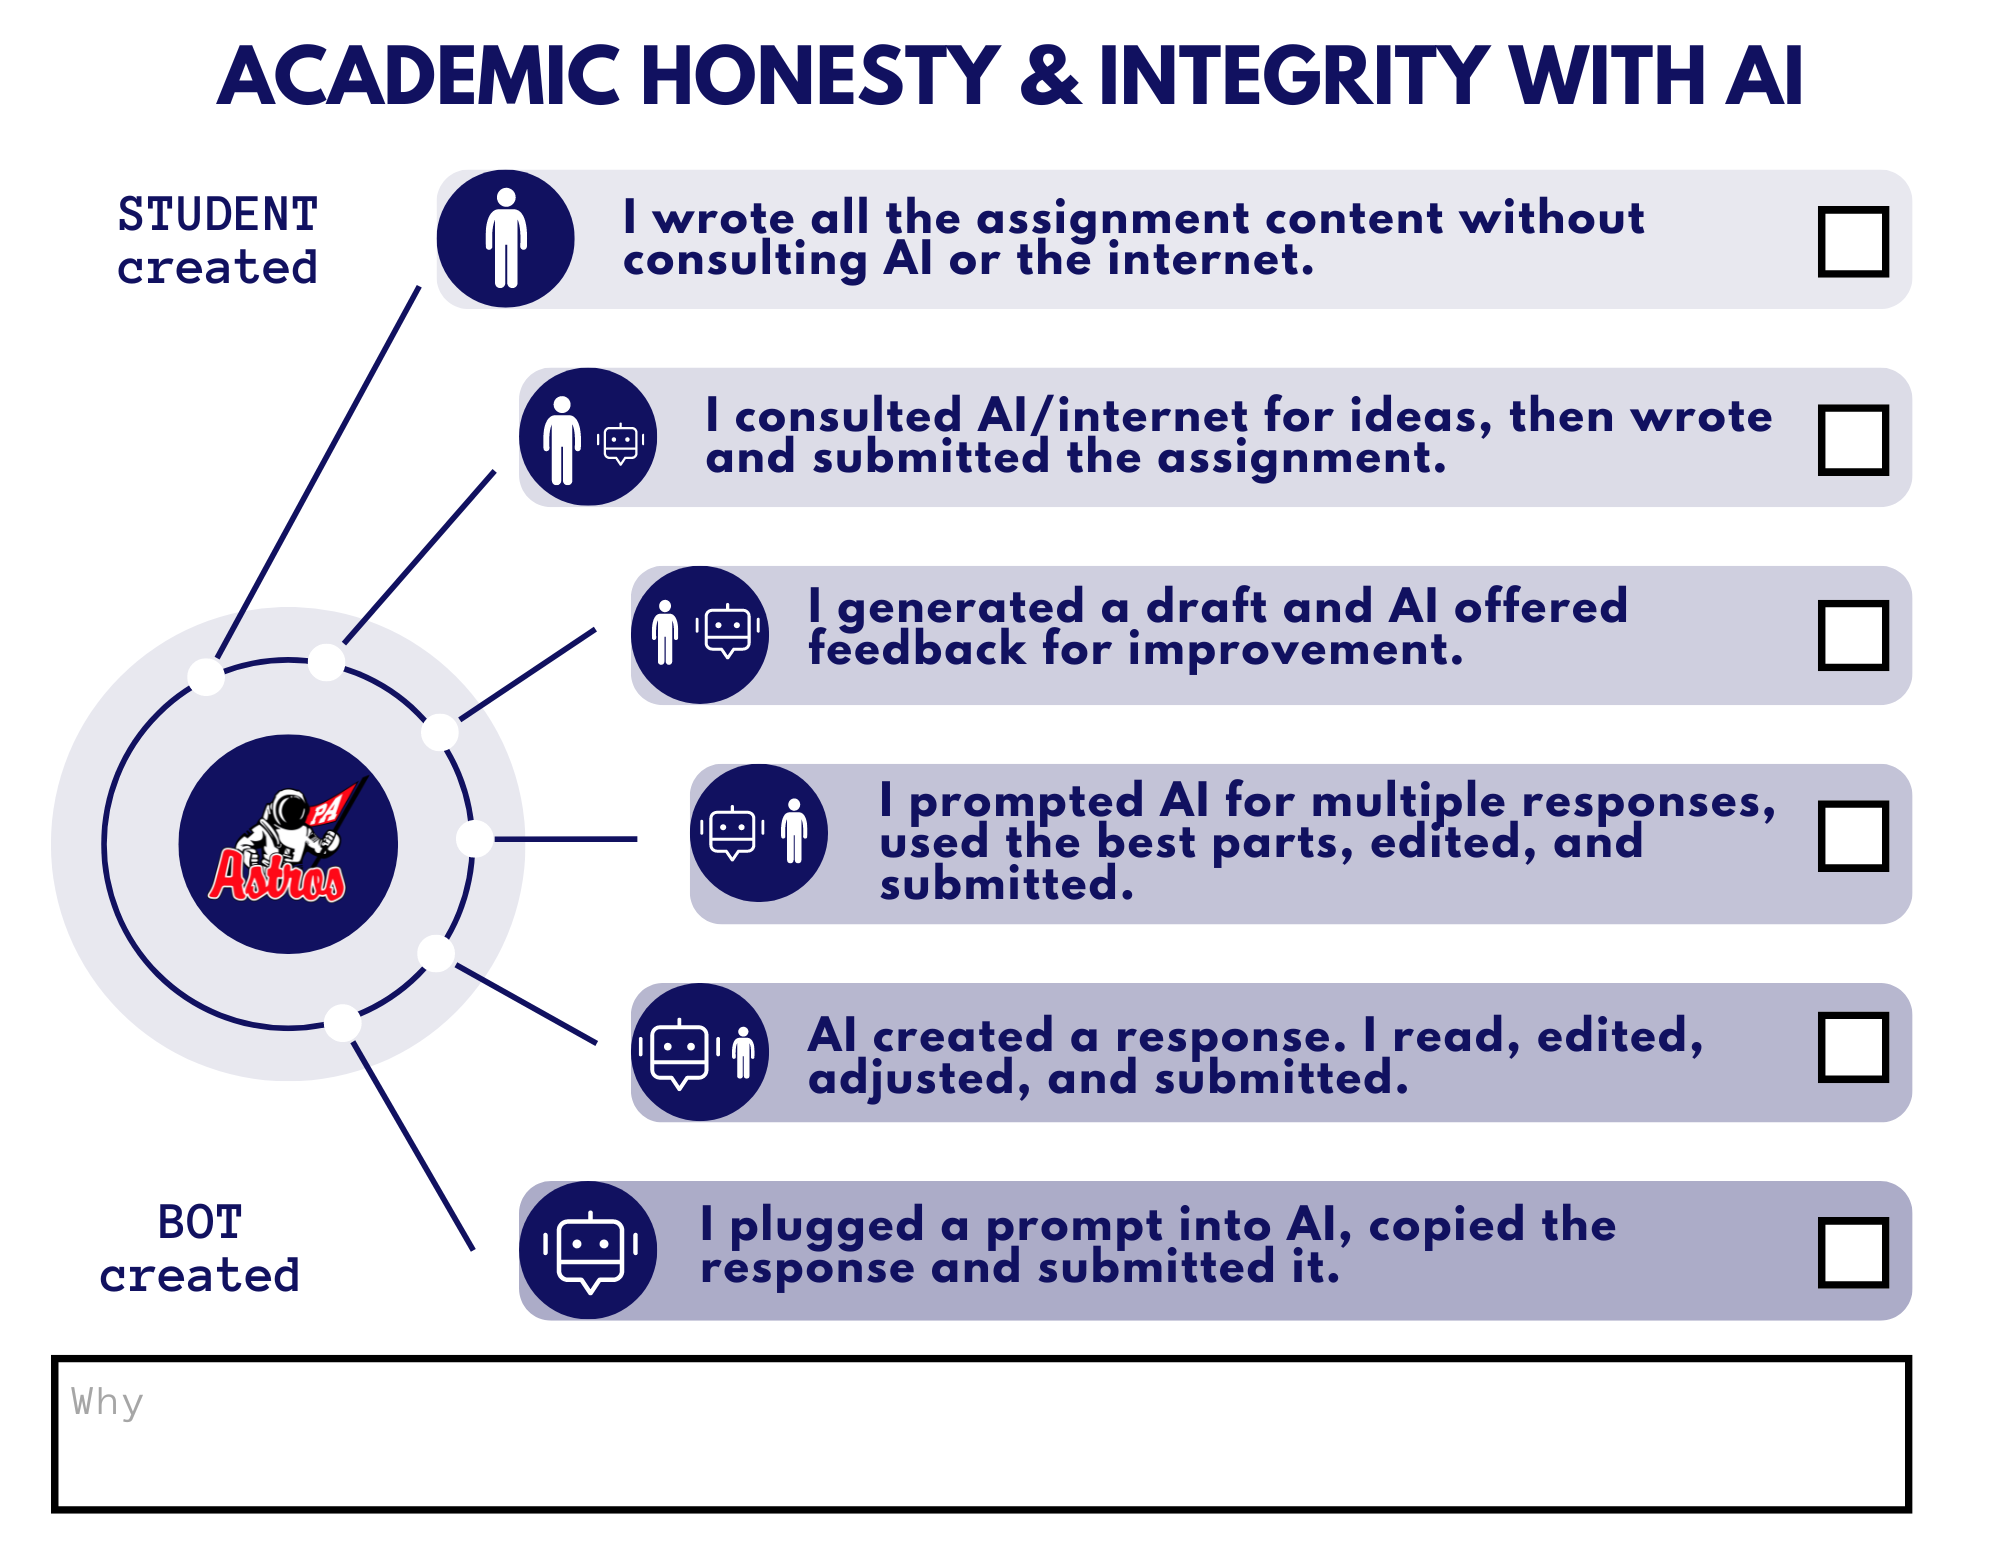 ACADEMIC HONESTY & INTEGRITY WITH AI
STUDENT
created
I wrote all the assignment content without
consulting AI or the internet.
I consulted AI/internet for ideas, then wrote
and submitted the assignment.
I generated a draft and AI offered
feedback for improvement.
PA
Astros
I prompted AI for multiple responses,
used the best parts, edited, and
submitted.
AI created a response. I read, edited,
adjusted, and submitted.
BOT
created
I plugged a prompt into AI, copied the
response and submitted it.
Why